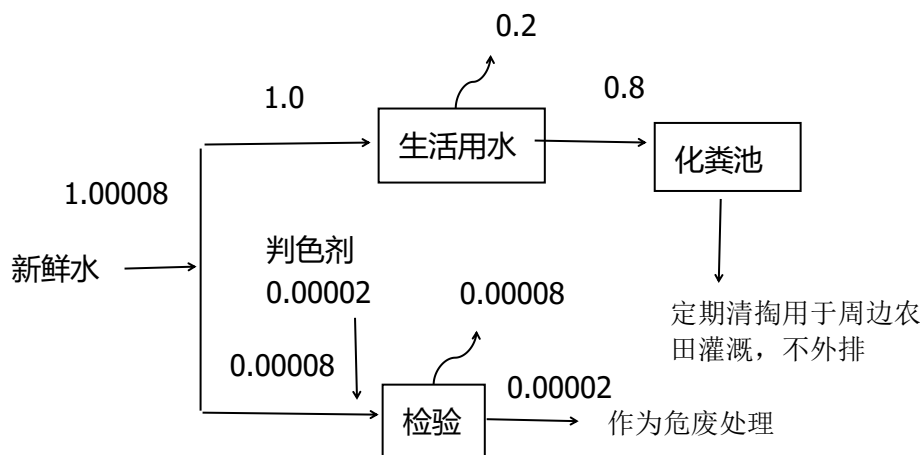 0.2
1.0
0.8
生活用水
化粪池
1.00008
新鲜水
判色剂
0.00002
0.00008
定期清掏用于周边农
田灌溉，不外排
0.00008
0.00002
检验
作为危废处理